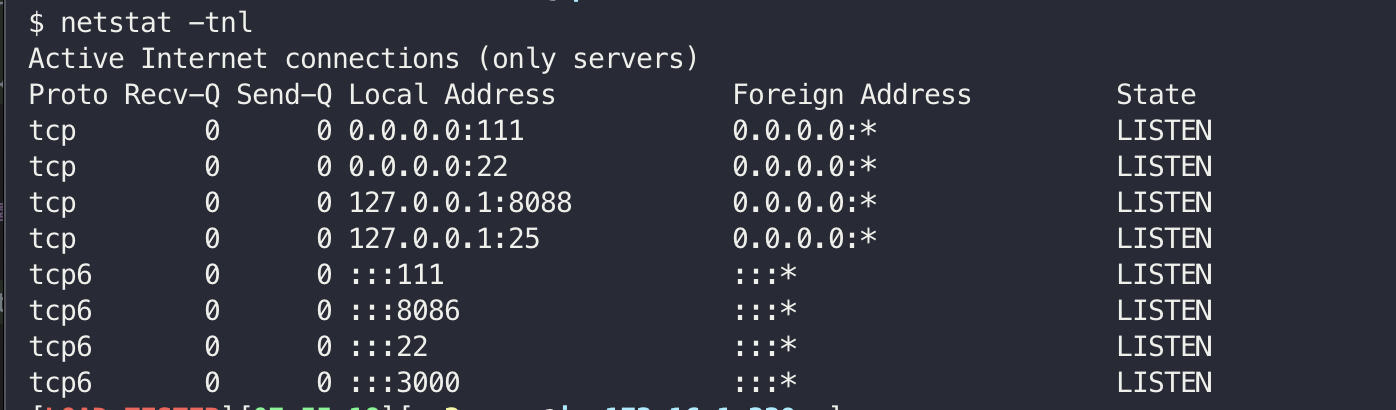 $ netstat -tnl
Active Internet connections (only servers)
Proto Recv-Q Send-Q Local Address           Foreign Address         State
tcp        0      0 0.0.0.0:111             0.0.0.0:*               LISTEN
tcp        0      0 0.0.0.0:22              0.0.0.0:*               LISTEN
tcp        0      0 127.0.0.1:8088          0.0.0.0:*               LISTEN
tcp        0      0 127.0.0.1:25            0.0.0.0:*               LISTEN
tcp6       0      0 :::111                  :::*                    LISTEN
tcp6       0      0 :::8086                 :::*                    LISTEN
tcp6       0      0 :::22                   :::*                    LISTEN
tcp6       0      0 :::3000                 :::*                    LISTEN